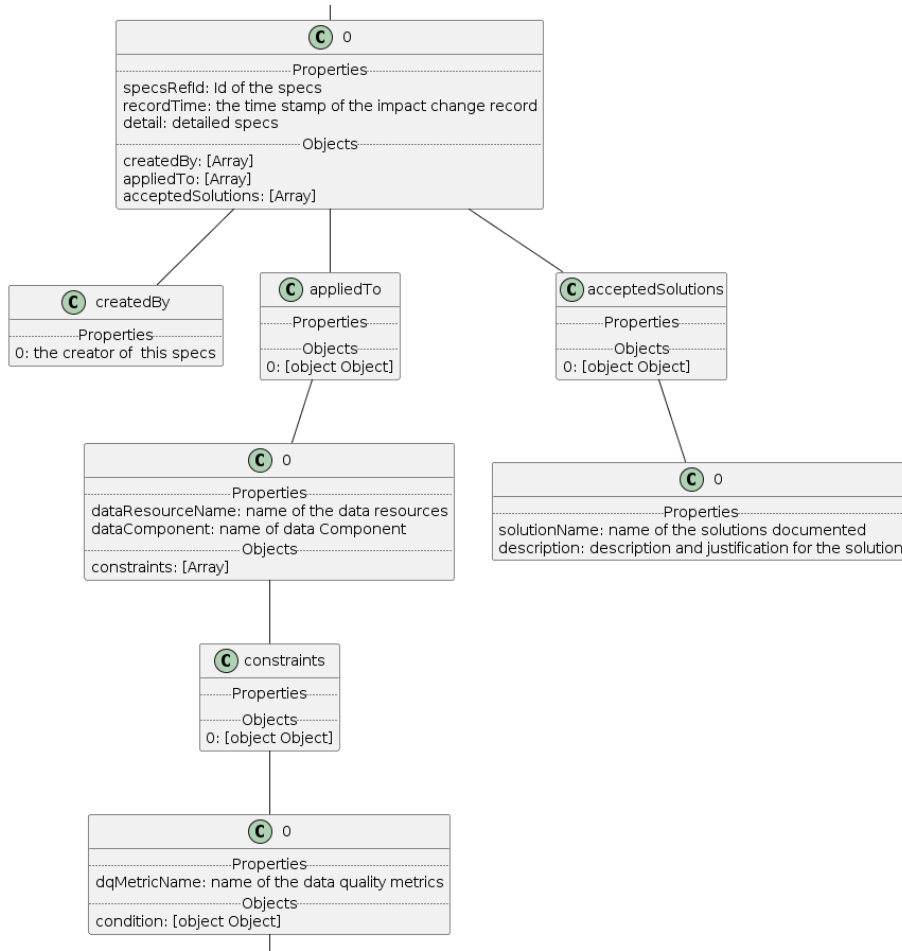 C 0
Properties
specsRefId: Id of the specs
recordTime: the time stamp of the impact change record
detail: detailed specs
Objects
createdBy: [Array]
appliedTo: [Array]
acceptedSolutions: [Array]
C createdBy
Properties
0: the creator of this specs
C appliedTo
Properties
Objects
0: [object Object]
C acceptedSolutions
Properties
Objects
0: [object Object]
C 0
Properties
dataResourceName: name of the data resources
dataComponent: name of data Component
Objects
constraints: [Array]
C 0
Properties
solutionName: name of the solutions documented
description: description and justification for the solution
C constraints
Properties
Objects
0: [object Object]
C 0
Properties
dqMetricName: name of the data quality metrics
Objects
condition: [object Object]